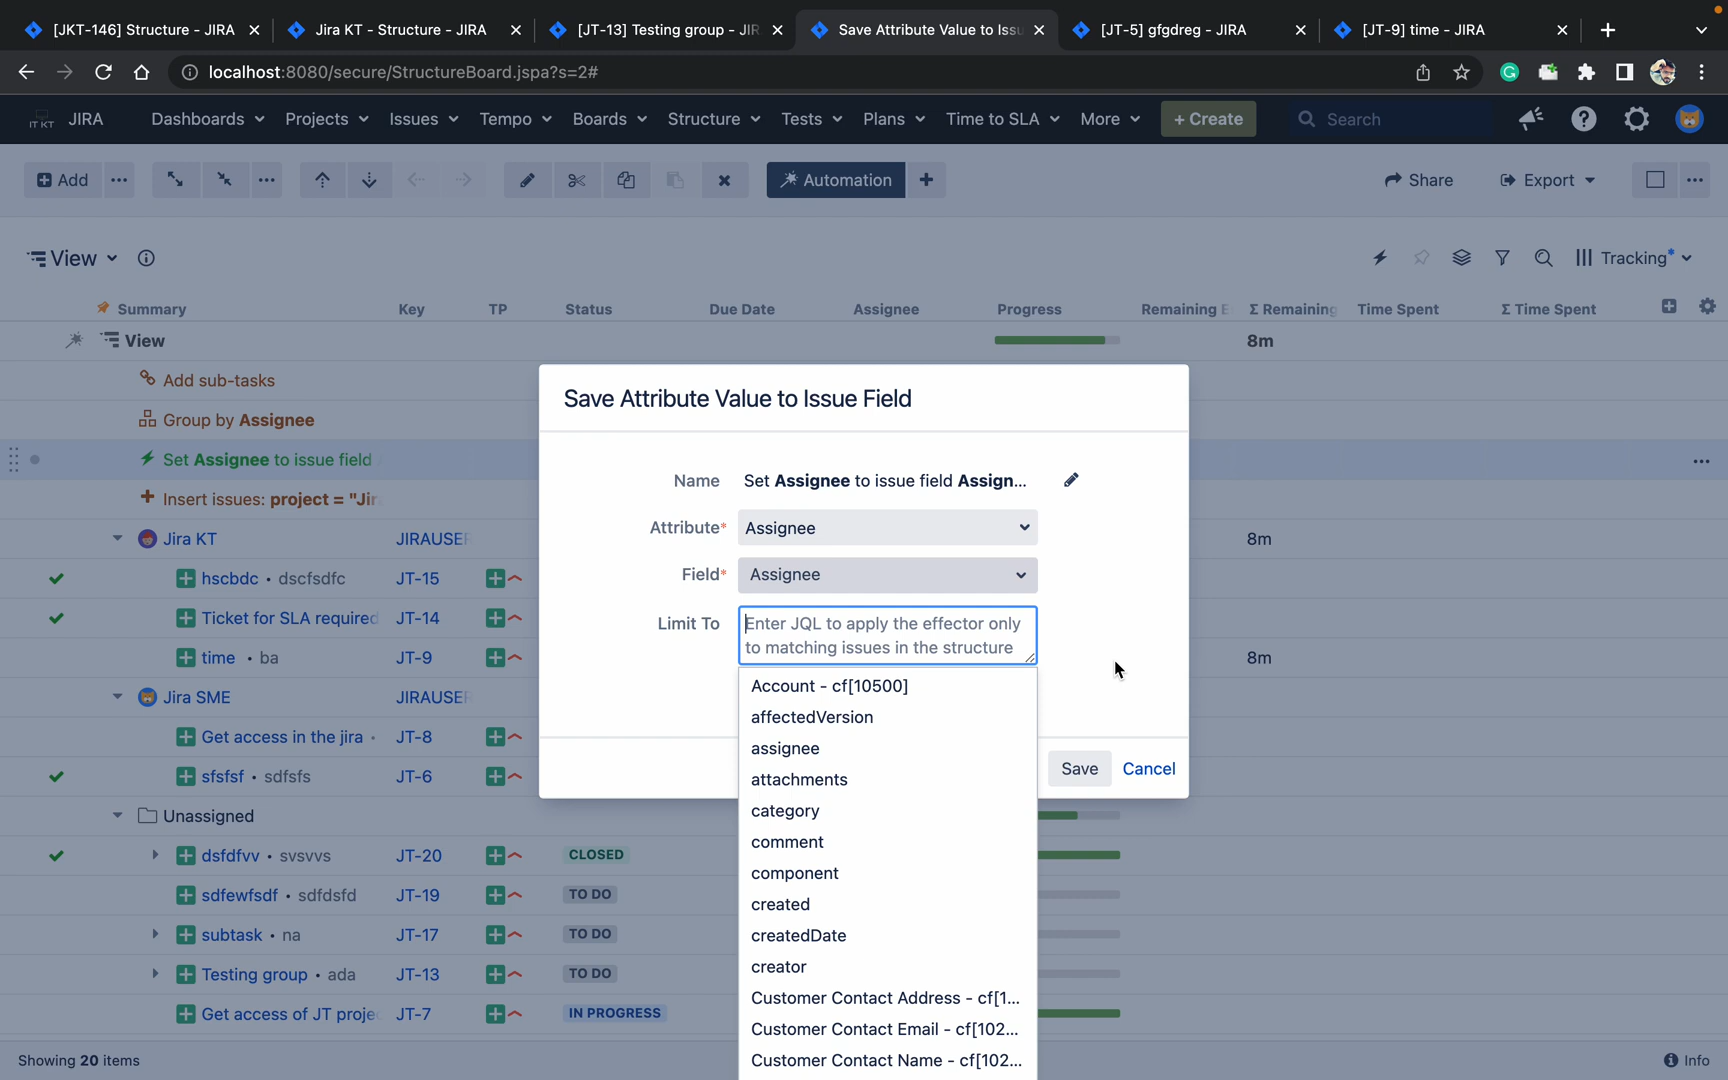 [JKT-146] Structure - JIRA
Jira KT - Structure - JIRA
[JT-13] Testing group - JIR
Save Attribute Value to Issu
[JT-5] gfgdreg - JIRA
[JT-9] time - JIRA
localhost:8080/secure/StructureBoard.jspa?s=2#
IT KT JIRA Dashboards Projects Issues Tempo Boards Structure Tests Plans Time to SLA More + Create Search
Add Automation Share Export
View Tracking*
Summary Key TP Status Due Date Assignee Progress Remaining E Σ Remaining Time Spent Σ Time Spent
View 8m
Add sub-tasks
Group by Assignee
Set Assignee to issue field
Insert issues: project = "Jir
Jira KT JIRAUSER 8m
hscbdc • dscfsdfc JT-15
Ticket for SLA required JT-14
time • ba JT-9 8m
Jira SME JIRAUSER
Get access in the jira • JT-8
sfsfsf • sdfsfs JT-6
Unassigned
dsfdfvv • svsvvs JT-20 CLOSED
sdfewfsdf • sdfdsfd JT-19 TO DO
subtask • na JT-17 TO DO
Testing group • ada JT-13 TO DO
Get access of JT proje JT-7 IN PROGRESS
Save Attribute Value to Issue Field
Name Set Assignee to issue field Assign...
Attribute* Assignee
Field* Assignee
Limit To Enter JQL to apply the effector only
to matching issues in the structure
Account - cf[10500]
affectedVersion
assignee
attachments
category
comment
component
created
createdDate
creator
Customer Contact Address - cf[1...
Customer Contact Email - cf[102...
Customer Contact Name - cf[102...
Save Cancel
Showing 20 items
Info